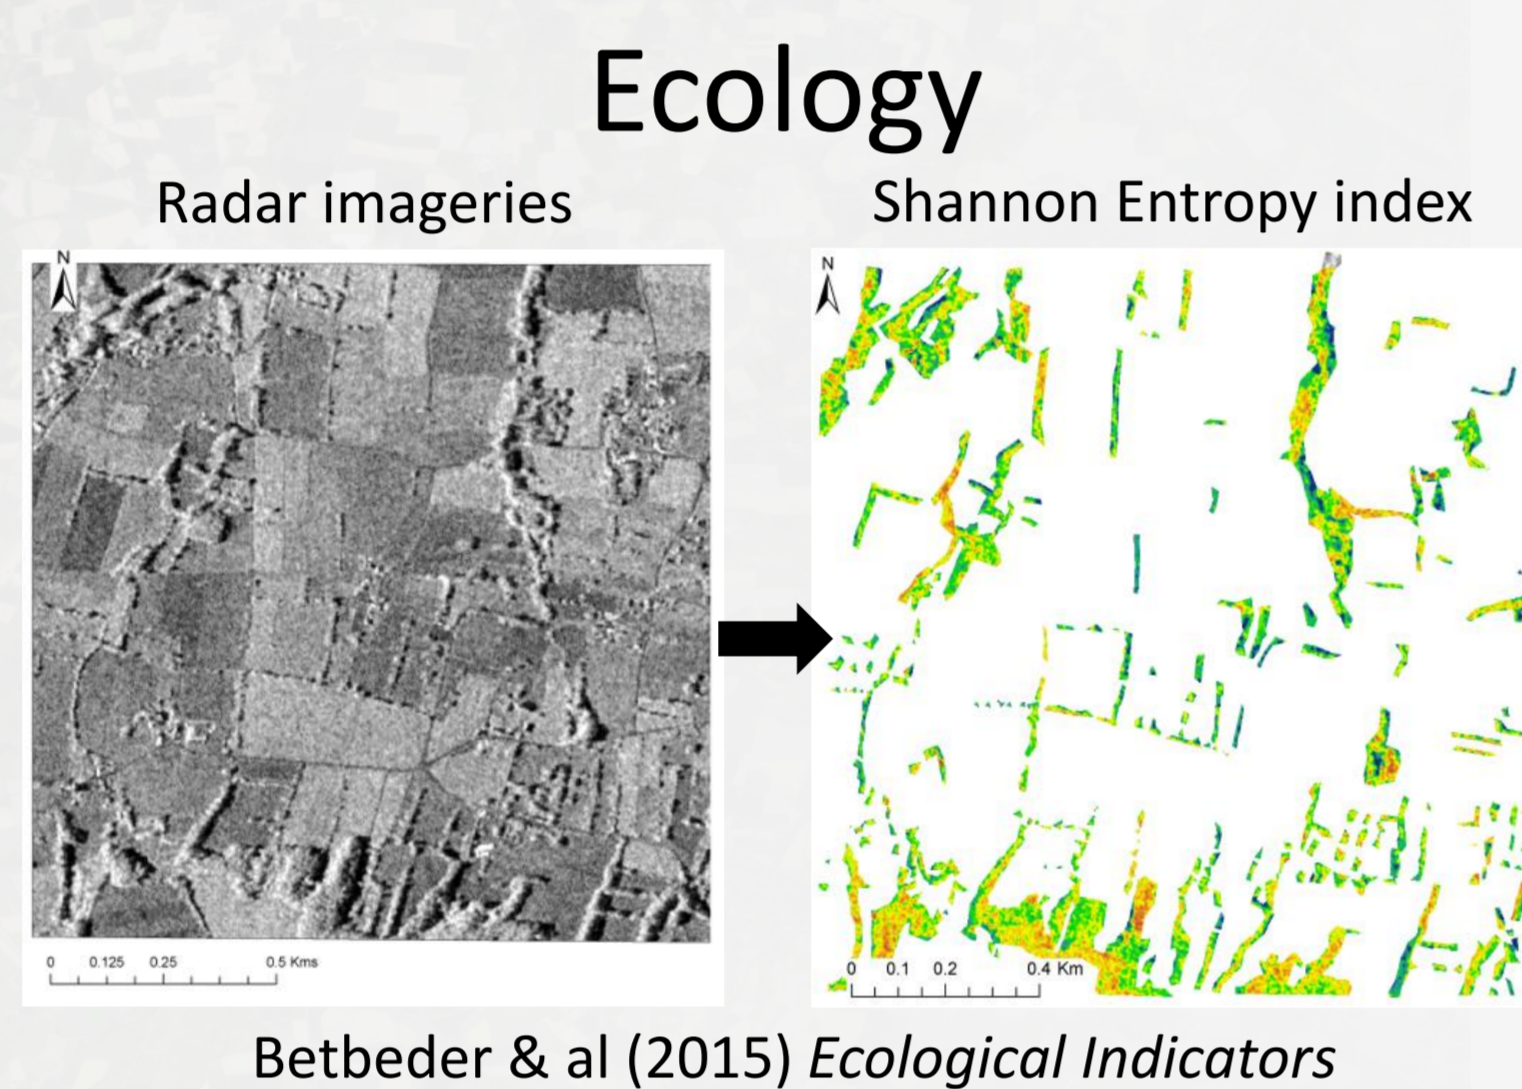 Ecology
Radar imageries
Shannon Entropy index
N
N
0 0.125 0.25 0.5 Kms
0 0.1 0.2 0.4 Km
Betbeder & al (2015) Ecological Indicators